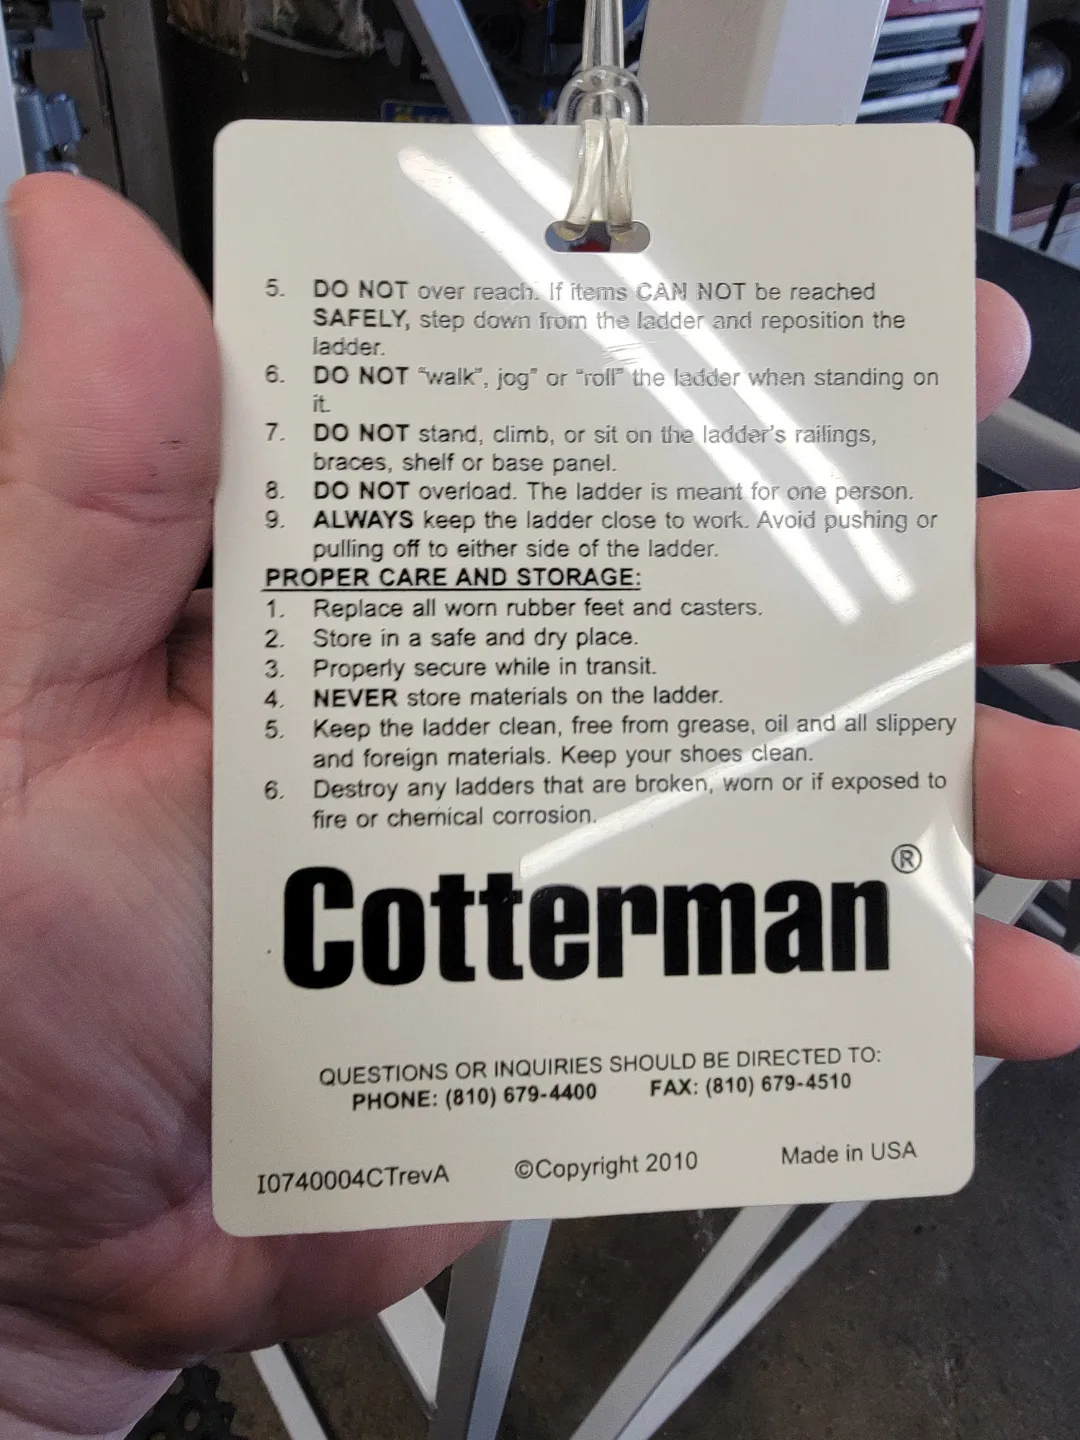 5. DO NOT over reach. If items CAN NOT be reached
SAFELY, step down from the ladder and reposition the
ladder.
6. DO NOT "walk", jog" or "roll" the ladder when standing on
it.
7. DO NOT stand, climb, or sit on the ladder's railings,
braces, shelf or base panel.
8. DO NOT overload. The ladder is meant for one person.
9. ALWAYS keep the ladder close to work. Avoid pushing or
pulling off to either side of the ladder.
PROPER CARE AND STORAGE:
1. Replace all worn rubber feet and casters.
2. Store in a safe and dry place.
3. Properly secure while in transit.
4. NEVER store materials on the ladder.
5. Keep the ladder clean, free from grease, oil and all slippery
and foreign materials. Keep your shoes clean.
6. Destroy any ladders that are broken, worn or if exposed to
fire or chemical corrosion.
Cotterman®
QUESTIONS OR INQUIRIES SHOULD BE DIRECTED TO:
PHONE: (810) 679-4400 FAX: (810) 679-4510
I0740004CTrevA ©Copyright 2010 Made in USA